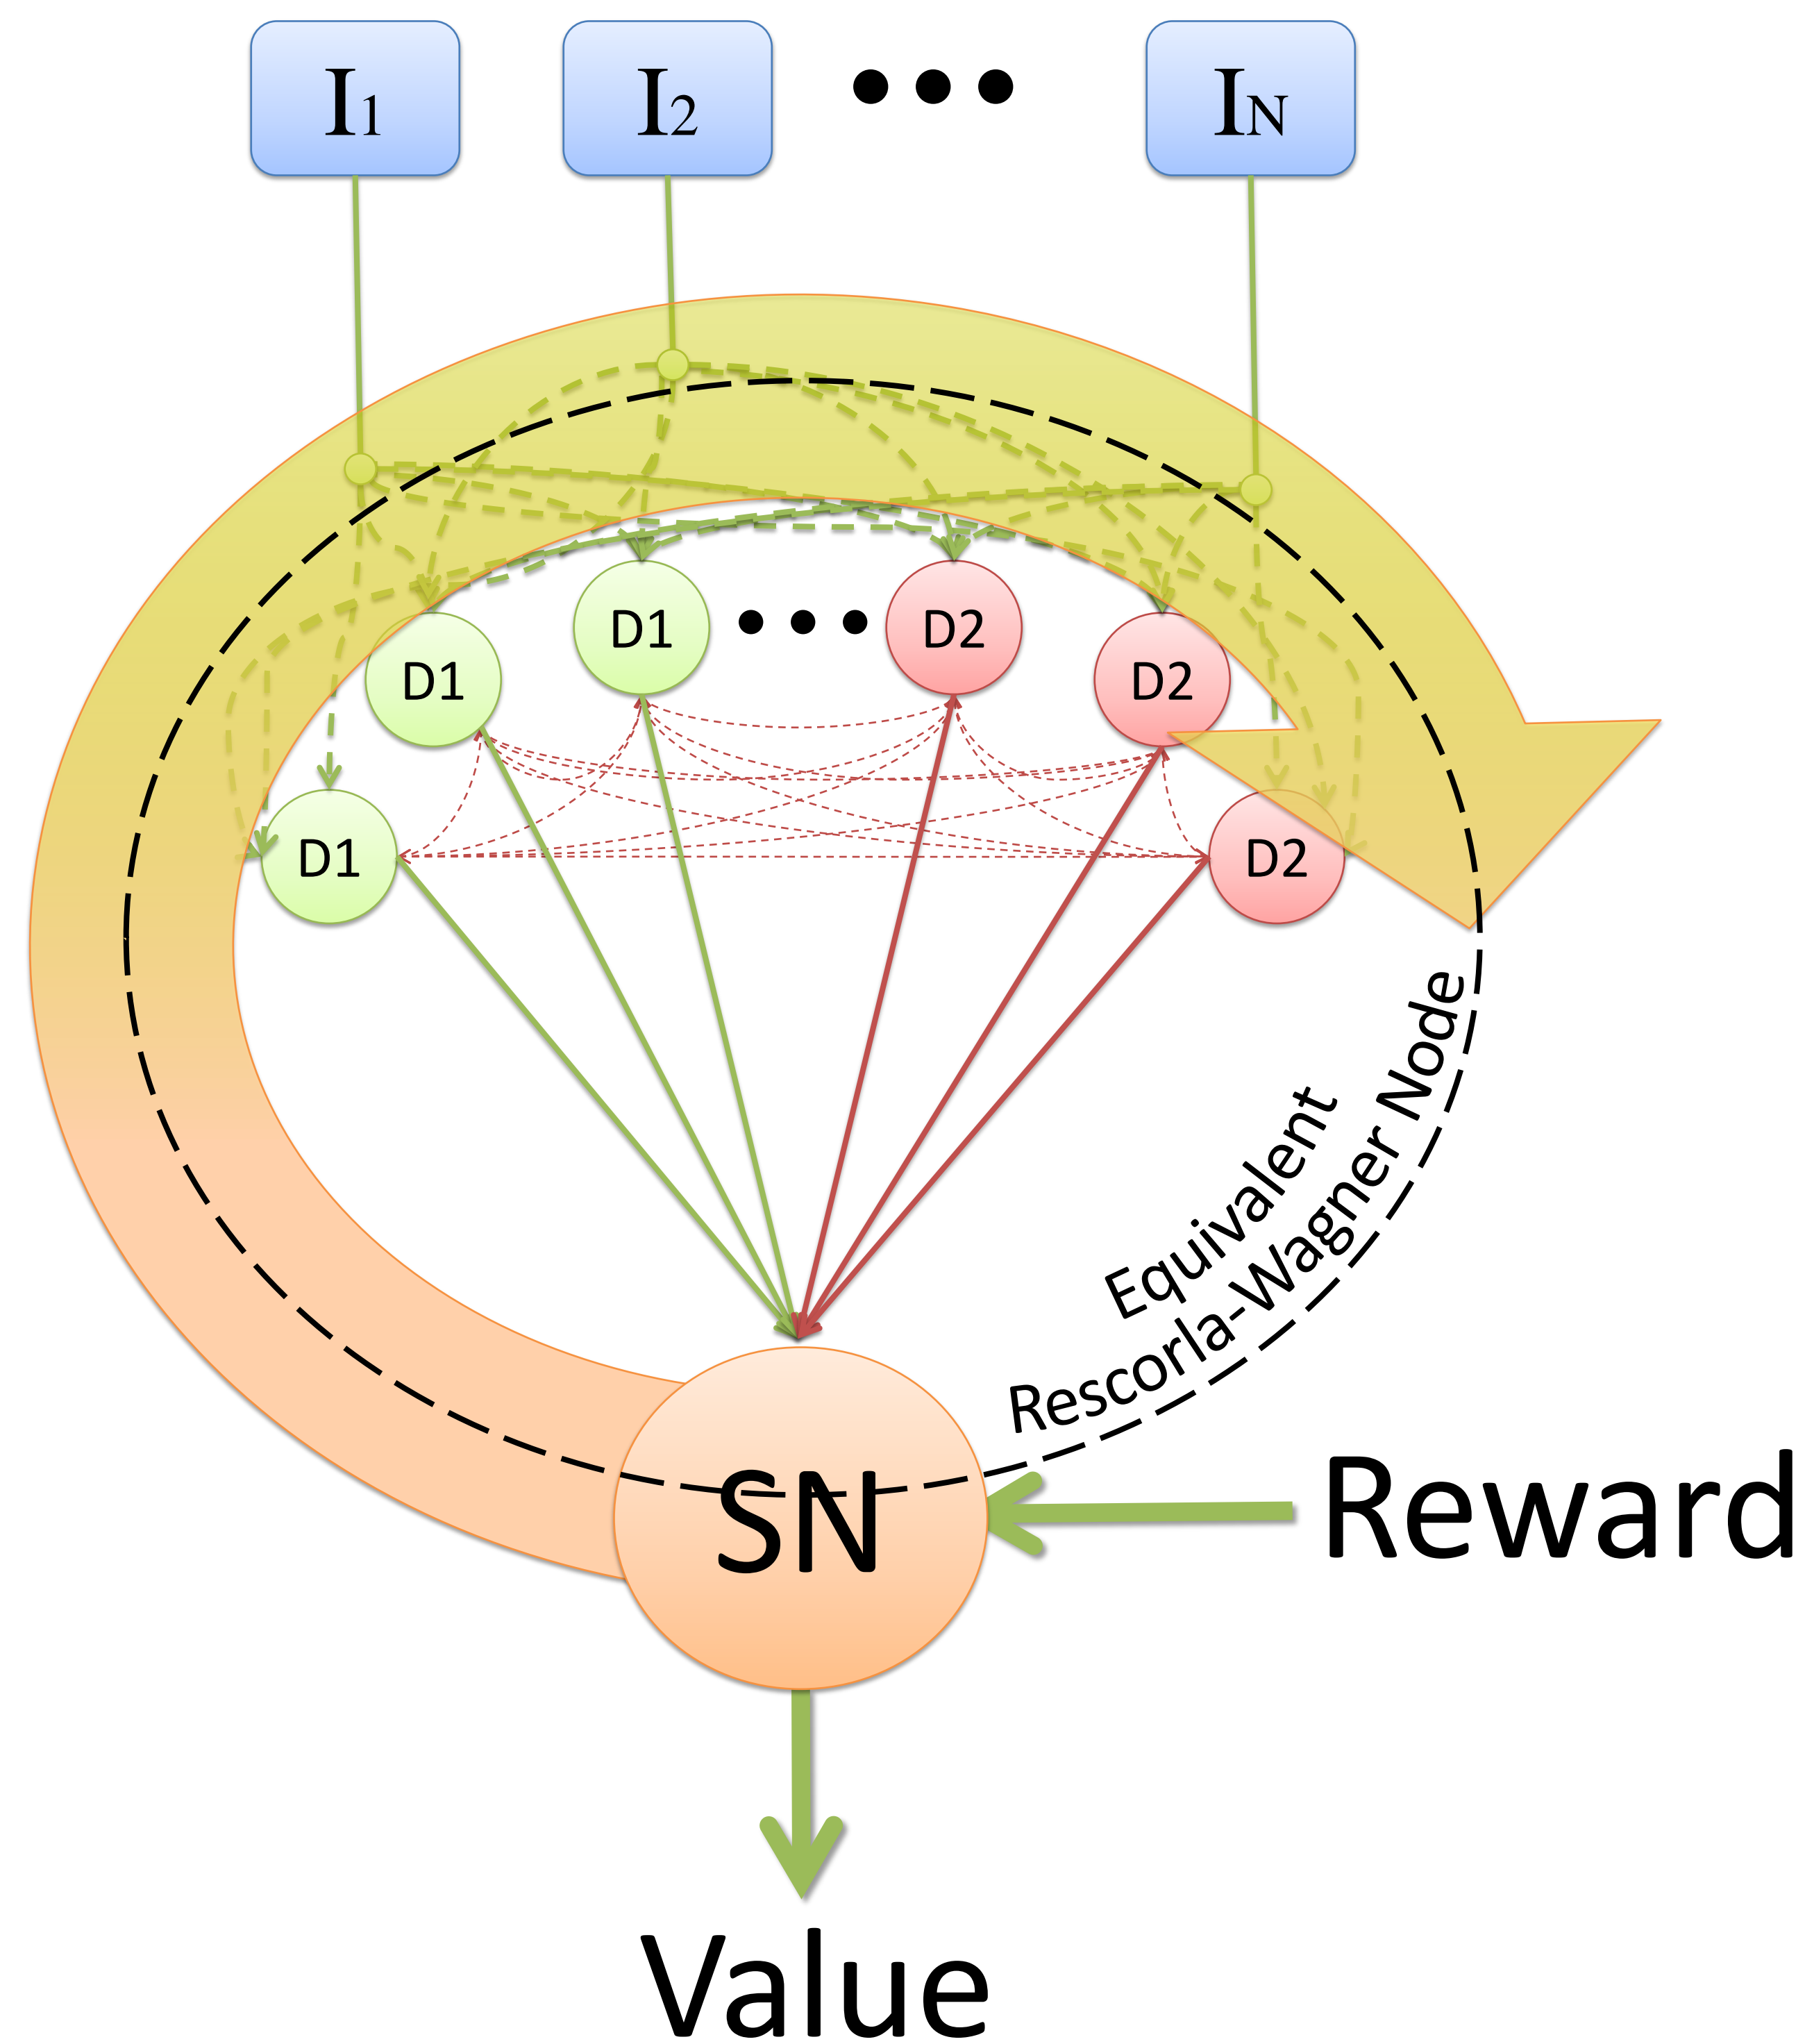 I1
I2
IN
D1
D2
D1
D2
D1
D2
Equivalent
Rescorla-Wagner Node
SN
Reward
Value